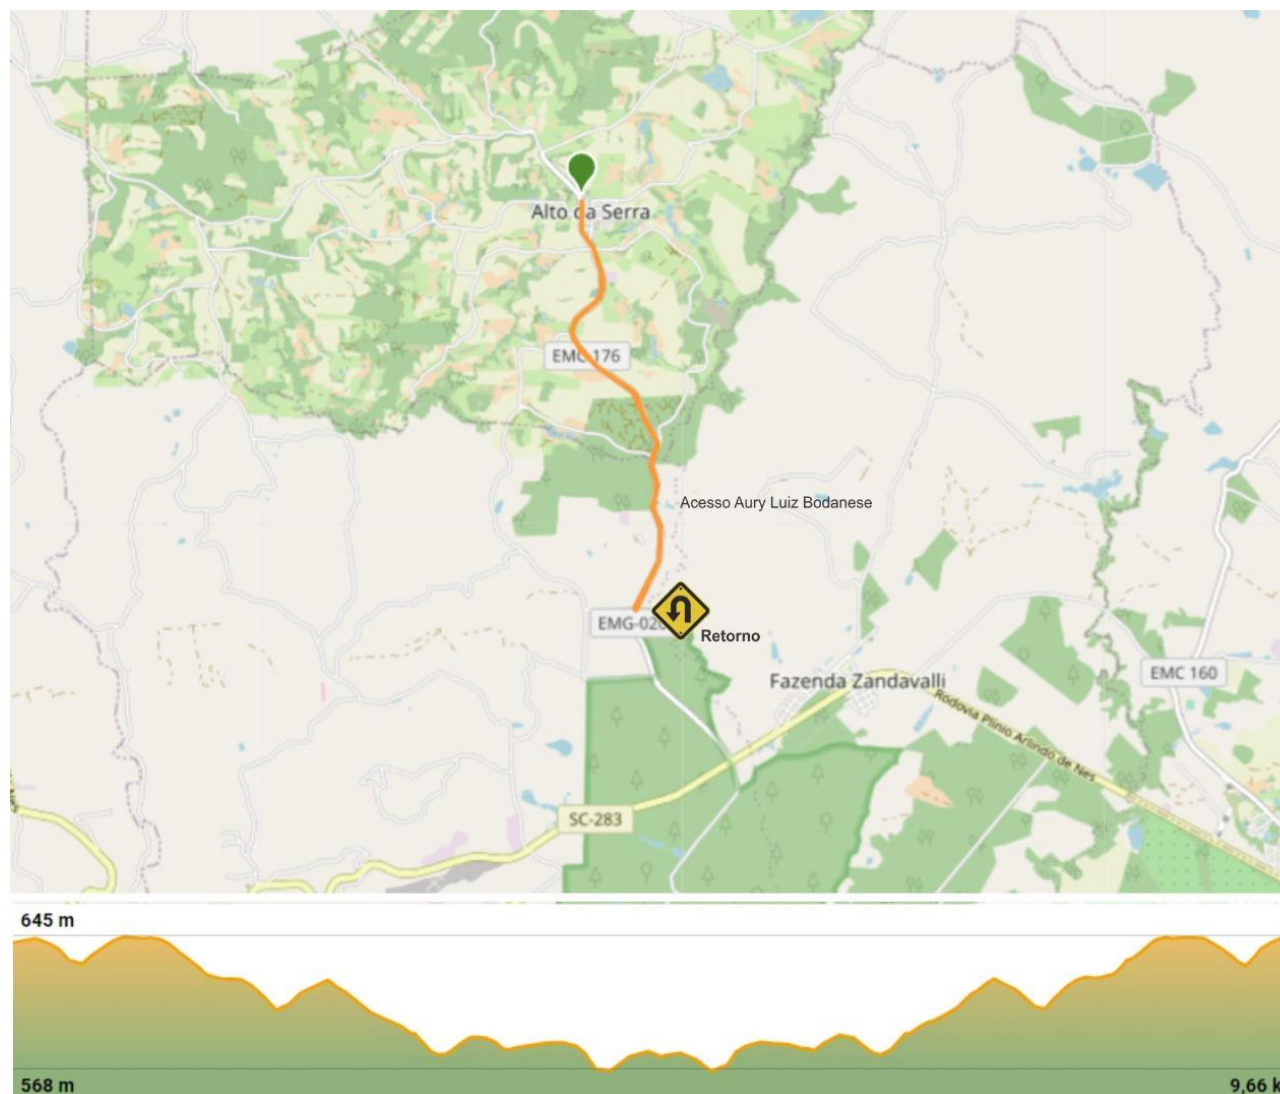 Alto da Serra
EMC 176
Acesso Aury Luiz Bodanese
EMG-020
Retorno
Fazenda Zandavalli
EMC 160
Rodovia Plínio Arlindo de Nes
SC-283
645 m
568 m
9,66 k